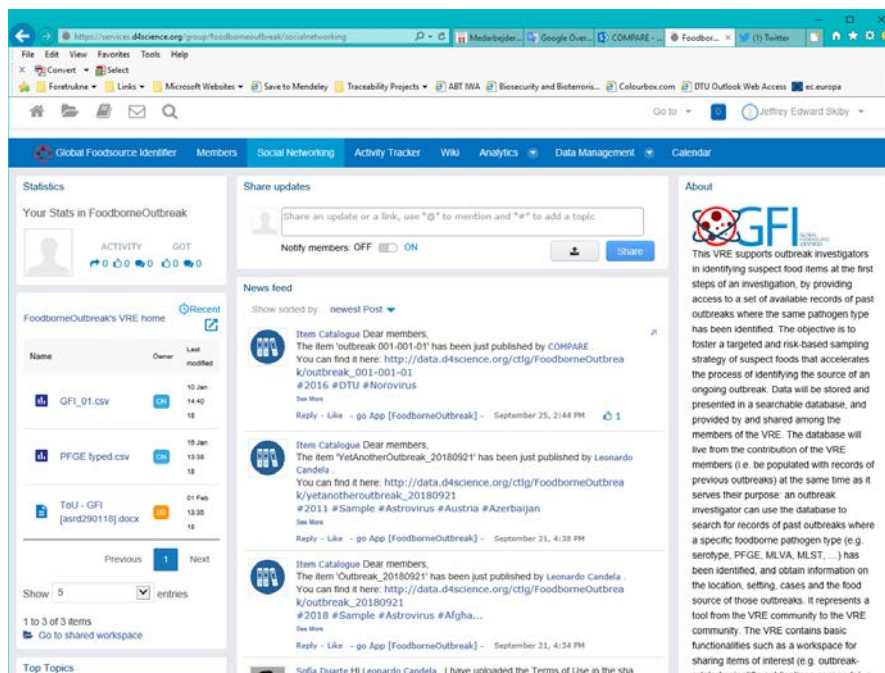 https://services.d4science.org/group/foodborneoutbreak/socialnetworking
Medarbejder...
Google Over...
COMPARE - ...
Foodbor...
(1) Twitter
File Edit View Favorites Tools Help
Convert Select
Foretrukne Links Microsoft Websites Save to Mendeley Traceability Projects ABT IWA Biosecurity and Bioterroris... Colourbox.com DTU Outlook Web Access ec.europa
Go to 0 Jeffrey Edward Skiby
Global Foodsource Identifier Members Social Networking Activity Tracker Wiki Analytics Data Management Calendar
Statistics
Your Stats in FoodborneOutbreak
ACTIVITY GOT
0 0 0 0 0
Recent
FoodborneOutbreak's VRE home
Name Owner Last
modified
GFI_01.csv
10 Jan
14:40
18
PFGE typed.csv
13:38
18
ToU - GFI
[asrd290118].docx
01 Feb
13:35
18
Previous 1 Next
Show 5 entries
1 to 3 of 3 items
Go to shared workspace
Top Topics
Share updates
Share an update or a link, use "@" to mention and "#" to add a topic
Notify members: OFF ON
Share
News feed
Show sorted by: newest Post
Item Catalogue Dear members,
The item 'outbreak 001-001-01' has been just published by COMPARE .
You can find it here: http://data.d4science.org/ctlg/FoodborneOutbrea
k/outbreak_001-001-01
#2016 #DTU #Norovirus
See More
Reply - Like - go App [FoodborneOutbreak] - September 25, 2:44 PM 1
Item Catalogue Dear members,
The item 'YetAnotherOutbreak_20180921' has been just published by Leonardo
Candela .
You can find it here: http://data.d4science.org/ctlg/FoodborneOutbrea
k/yetanotheroutbreak_20180921
#2011 #Sample #Astrovirus #Austria #Azerbaijan
See More
Reply - Like - go App [FoodborneOutbreak] - September 21, 4:38 PM
Item Catalogue Dear members,
The item 'Outbreak_20180921' has been just published by Leonardo Candela .
You can find it here: http://data.d4science.org/ctlg/FoodborneOutbrea
k/outbreak_20180921
#2018 #Sample #Astrovirus #Afgha...
See More
Reply - Like - go App [FoodborneOutbreak] - September 21, 4:34 PM
Sofia Duarte Hi Leonardo Candela , I have uploaded the Terms of Use in the sha
About
GFI
This VRE supports outbreak investigators
in identifying suspect food items at the first
steps of an investigation, by providing
access to a set of available records of past
outbreaks where the same pathogen type
has been identified. The objective is to
foster a targeted and risk-based sampling
strategy of suspect foods that accelerates
the process of identifying the source of an
ongoing outbreak. Data will be stored and
presented in a searchable database, and
provided by and shared among the
members of the VRE. The database will
live from the contribution of the VRE
members (i.e. be populated with records of
previous outbreaks) at the same time as it
serves their purpose: an outbreak
investigator can use the database to
search for records of past outbreaks where
a specific foodborne pathogen type (e.g.
serotype, PFGE, MLVA, MLST, ...) has
been identified, and obtain information on
the location, setting, cases and the food
source of those outbreaks. It represents a
tool from the VRE community to the VRE
community. The VRE contains basic
functionalities such as a workspace for
sharing items of interest (e.g. outbreak-